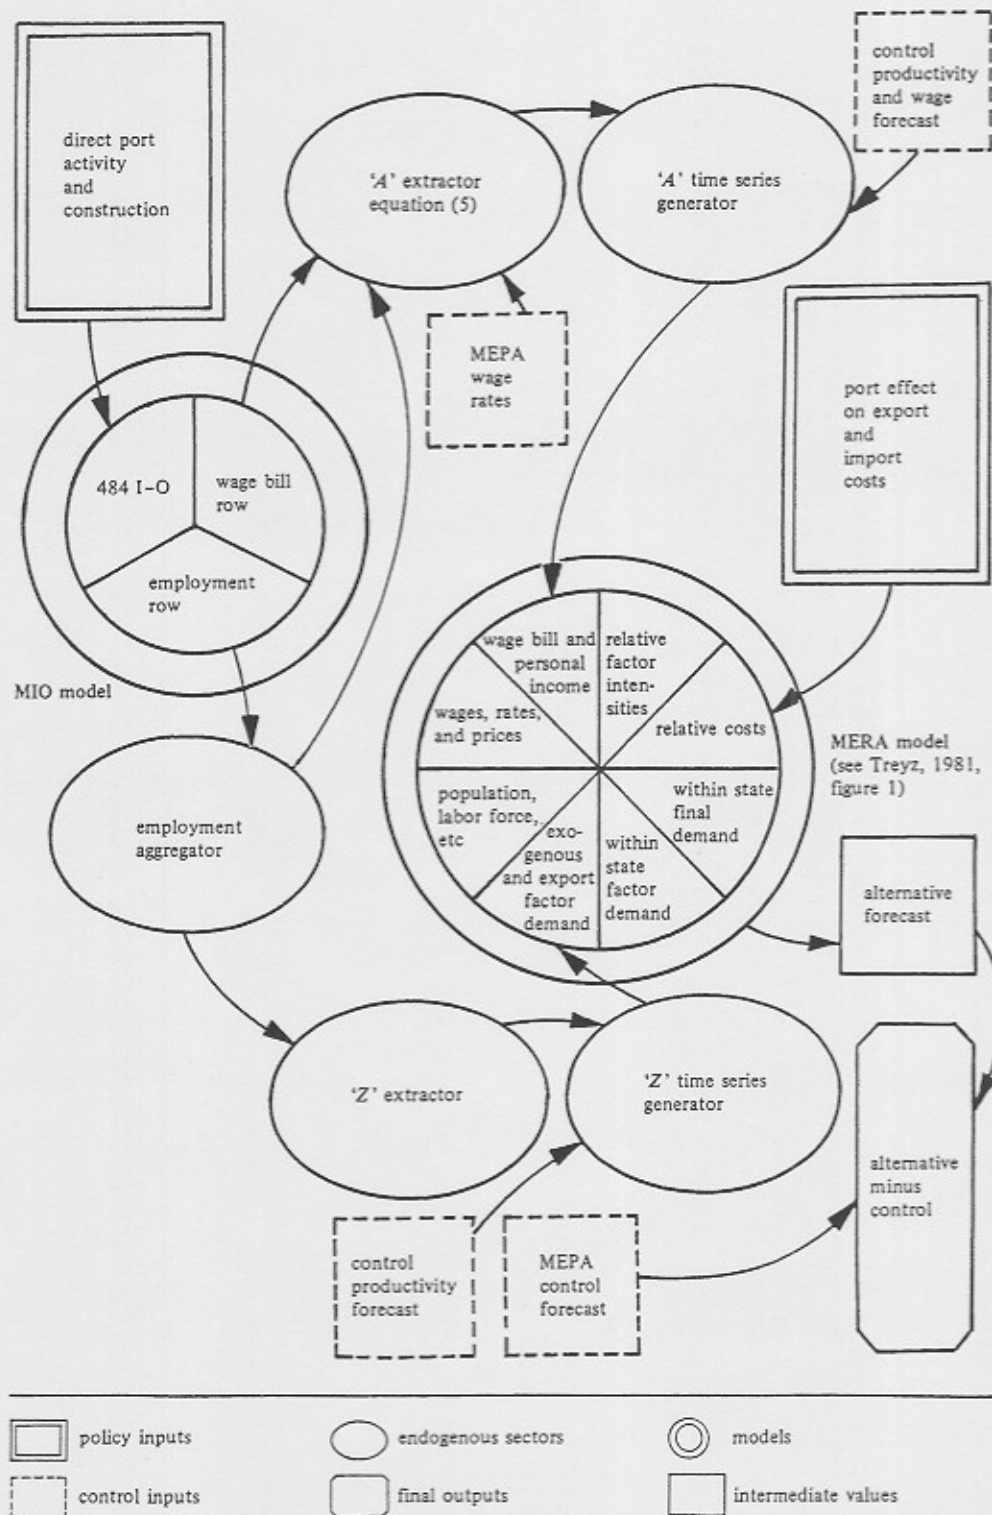 direct port
activity
and
construction
'A' extractor
equation (5)
'A' time series
generator
control
productivity
and wage
forecast
MEPA
wage
rates
port effect
on export
and
import
costs
484 I–O
wage bill
row
employment
row
MIO model
wage bill and
personal
income
relative
factor
inten-
sities
wages, rates,
and prices
relative costs
population,
labor force,
etc
exo-
genous
and export
factor
demand
within
state
factor
demand
within state
final
demand
MERA model
(see Treyz, 1981,
figure 1)
employment
aggregator
alternative
forecast
'Z' extractor
'Z' time series
generator
alternative
minus
control
control
productivity
forecast
MEPA
control
forecast
policy inputs
endogenous sectors
models
control inputs
final outputs
intermediate values